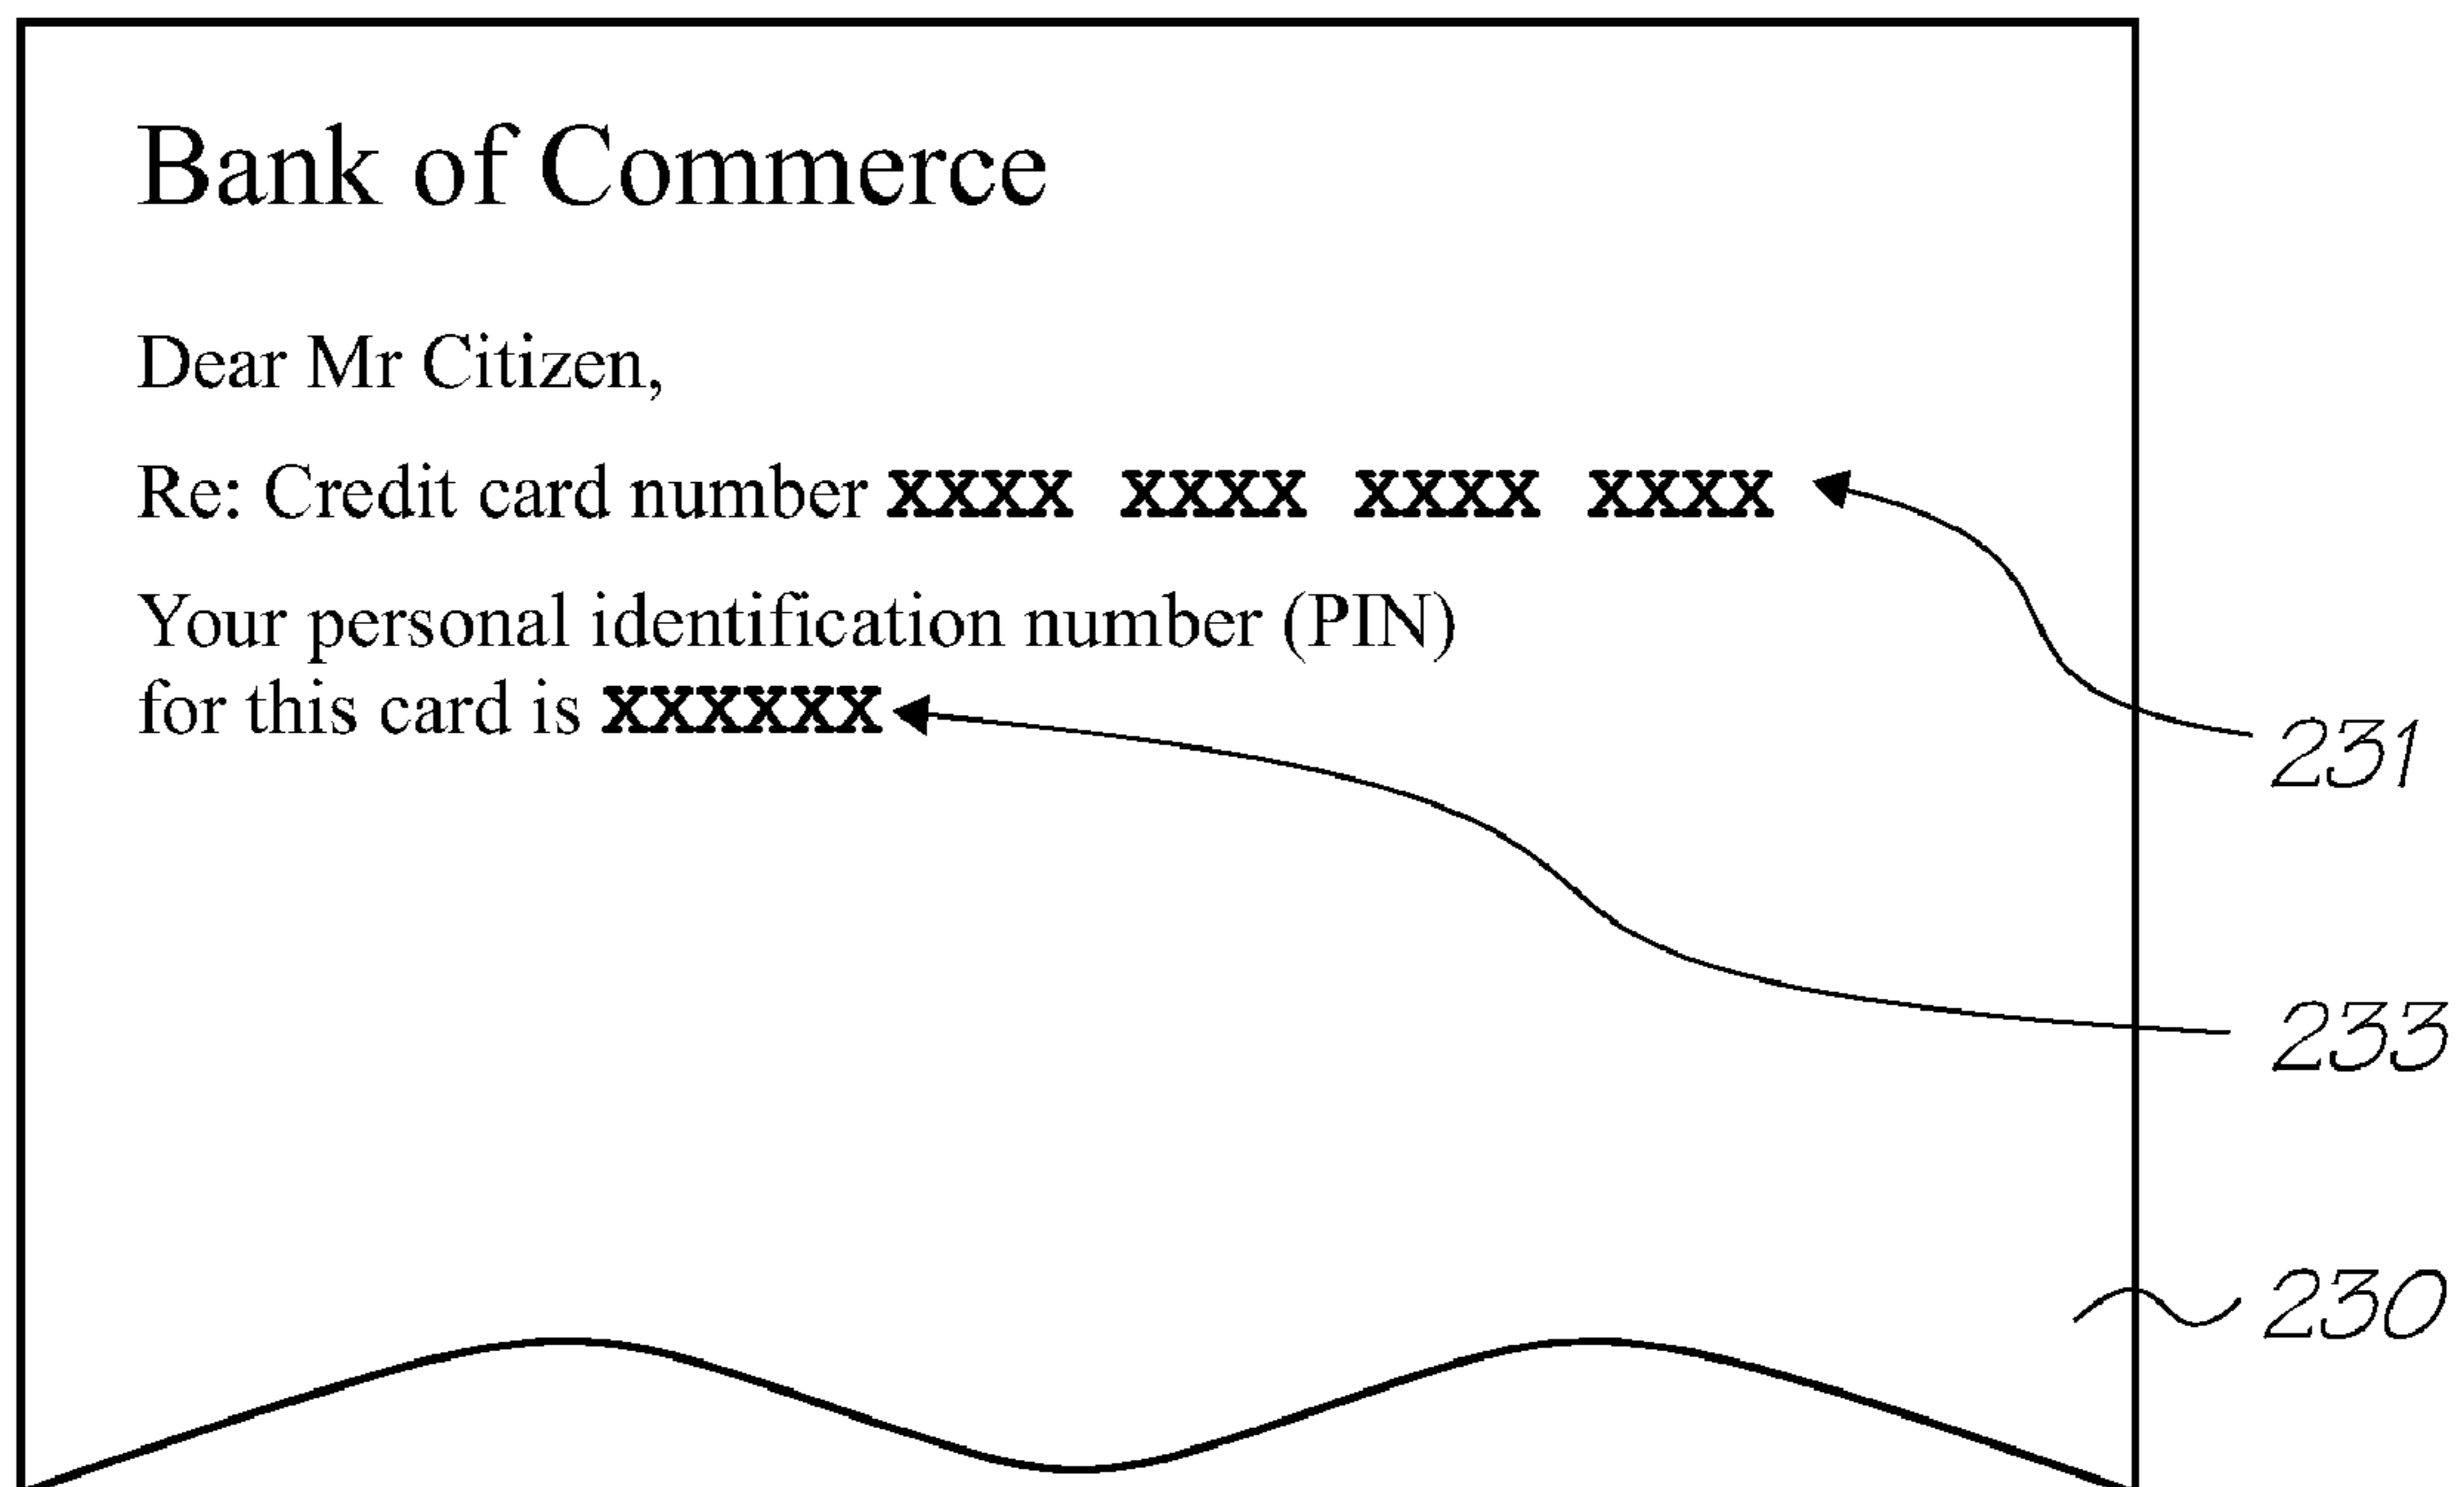 Bank of Commerce
Dear Mr Citizen,
Re: Credit card number xxxx xxxx xxxx xxxx
Your personal identification number (PIN)
for this card is xxxxxx
231
233
230